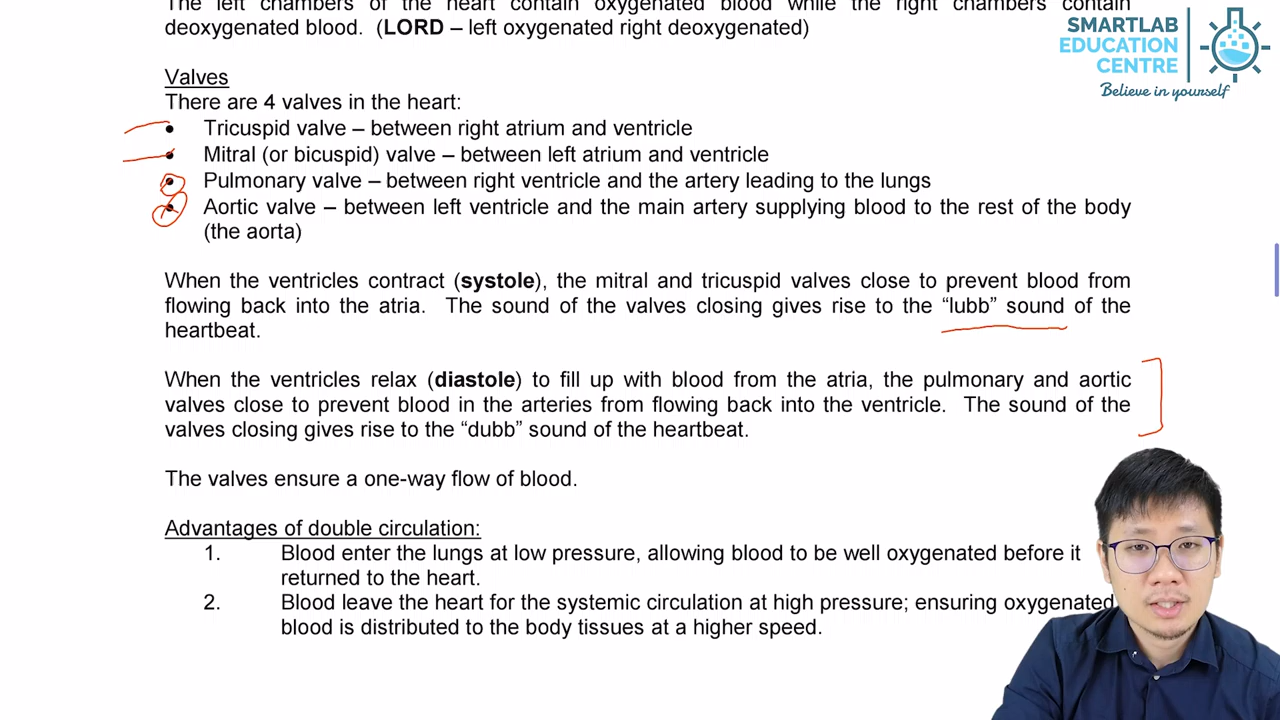 The left chambers of the heart contain oxygenated blood while the right chambers contain
deoxygenated blood. (LORD – left oxygenated right deoxygenated)
SMARTLAB
EDUCATION
CENTRE
Believe in yourself
Valves
There are 4 valves in the heart:
• Tricuspid valve – between right atrium and ventricle
• Mitral (or bicuspid) valve – between left atrium and ventricle
• Pulmonary valve – between right ventricle and the artery leading to the lungs
• Aortic valve – between left ventricle and the main artery supplying blood to the rest of the body
(the aorta)
When the ventricles contract (systole), the mitral and tricuspid valves close to prevent blood from
flowing back into the atria. The sound of the valves closing gives rise to the “lubb” sound of the
heartbeat.
When the ventricles relax (diastole) to fill up with blood from the atria, the pulmonary and aortic
valves close to prevent blood in the arteries from flowing back into the ventricle. The sound of the
valves closing gives rise to the “dubb” sound of the heartbeat.
The valves ensure a one-way flow of blood.
Advantages of double circulation:
1. Blood enter the lungs at low pressure, allowing blood to be well oxygenated before it
returned to the heart.
2. Blood leave the heart for the systemic circulation at high pressure; ensuring oxygenated
blood is distributed to the body tissues at a higher speed.